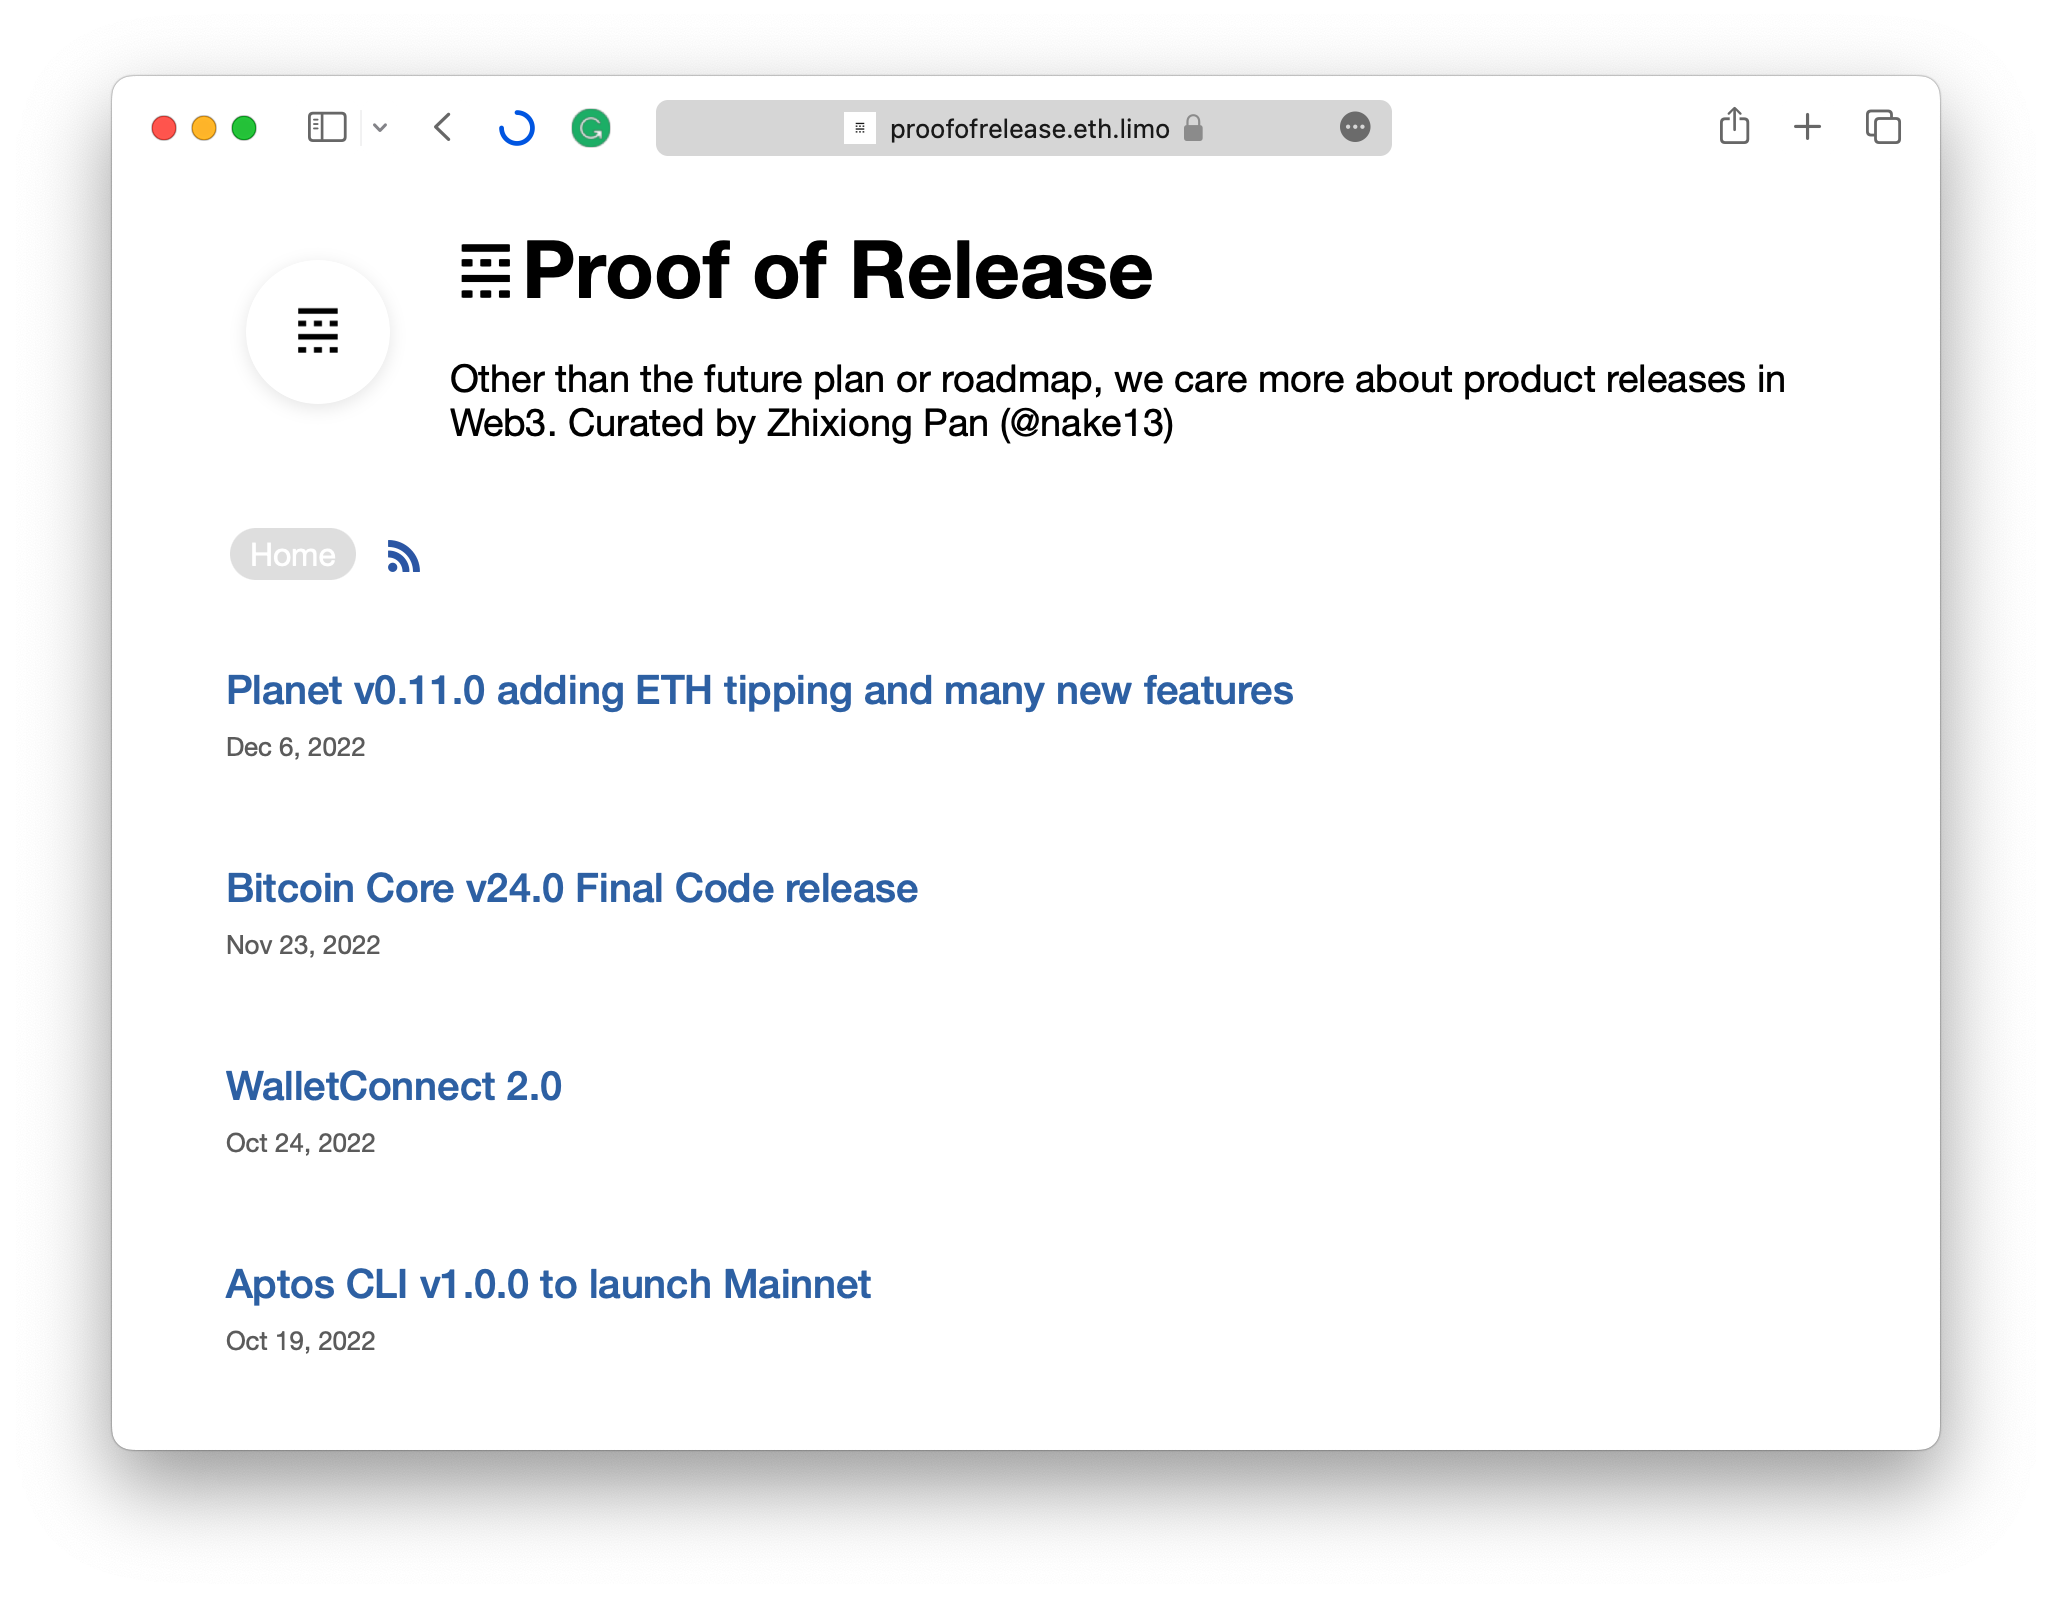 proofofrelease.eth.limo
𝌎Proof of Release
Other than the future plan or roadmap, we care more about product releases in
Web3. Curated by Zhixiong Pan (@nake13)
Home
Planet v0.11.0 adding ETH tipping and many new features
Dec 6, 2022
Bitcoin Core v24.0 Final Code release
Nov 23, 2022
WalletConnect 2.0
Oct 24, 2022
Aptos CLI v1.0.0 to launch Mainnet
Oct 19, 2022